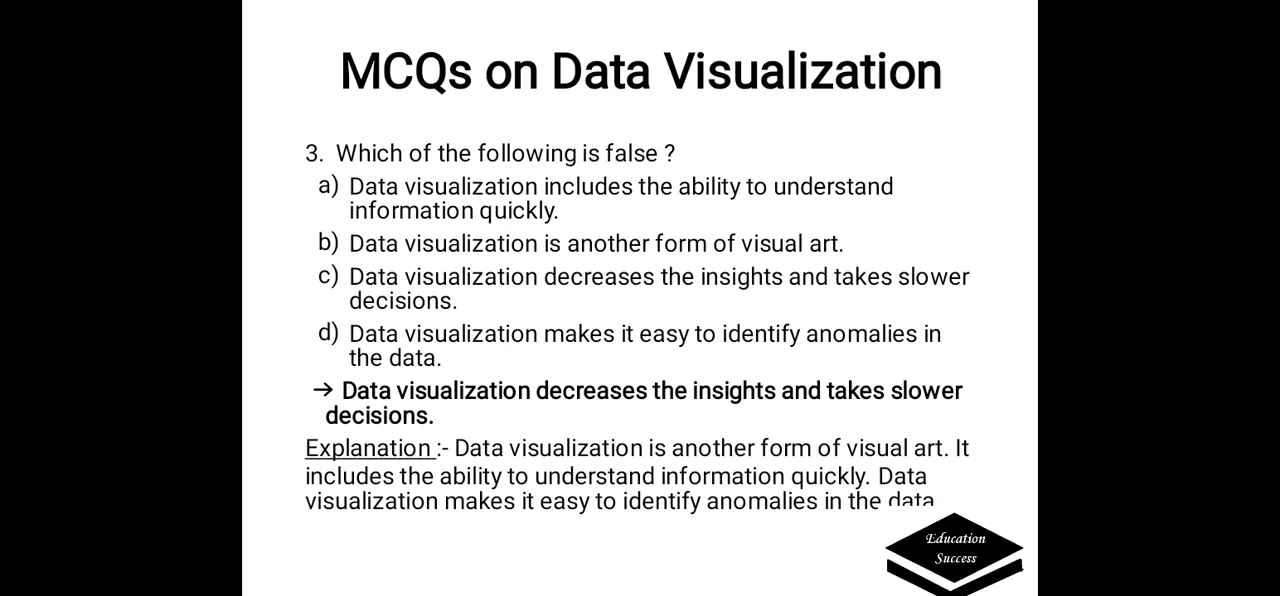 MCQs on Data Visualization
3. Which of the following is false ?
a) Data visualization includes the ability to understand
information quickly.
b) Data visualization is another form of visual art.
c) Data visualization decreases the insights and takes slower
decisions.
d) Data visualization makes it easy to identify anomalies in
the data.
→ Data visualization decreases the insights and takes slower
decisions.
Explanation :- Data visualization is another form of visual art. It
includes the ability to understand information quickly. Data
visualization makes it easy to identify anomalies in the data
Education
Success